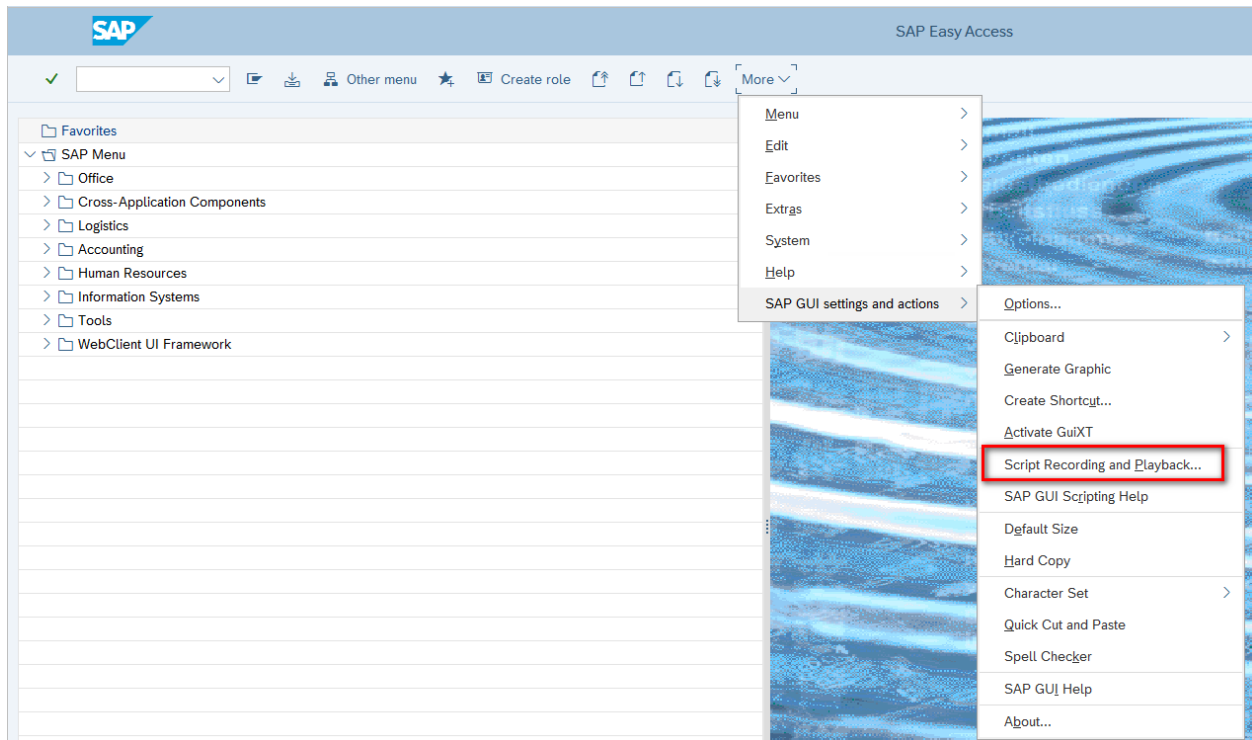 SAP
SAP Easy Access
Other menu
Create role
More
Menu
Edit
Favorites
Extras
System
Help
SAP GUI settings and actions
Favorites
SAP Menu
Office
Cross-Application Components
Logistics
Accounting
Human Resources
Information Systems
Tools
WebClient UI Framework
Options...
Clipboard
Generate Graphic
Create Shortcut...
Activate GuiXT
Script Recording and Playback...
SAP GUI Scripting Help
Default Size
Hard Copy
Character Set
Quick Cut and Paste
Spell Checker
SAP GUI Help
About...